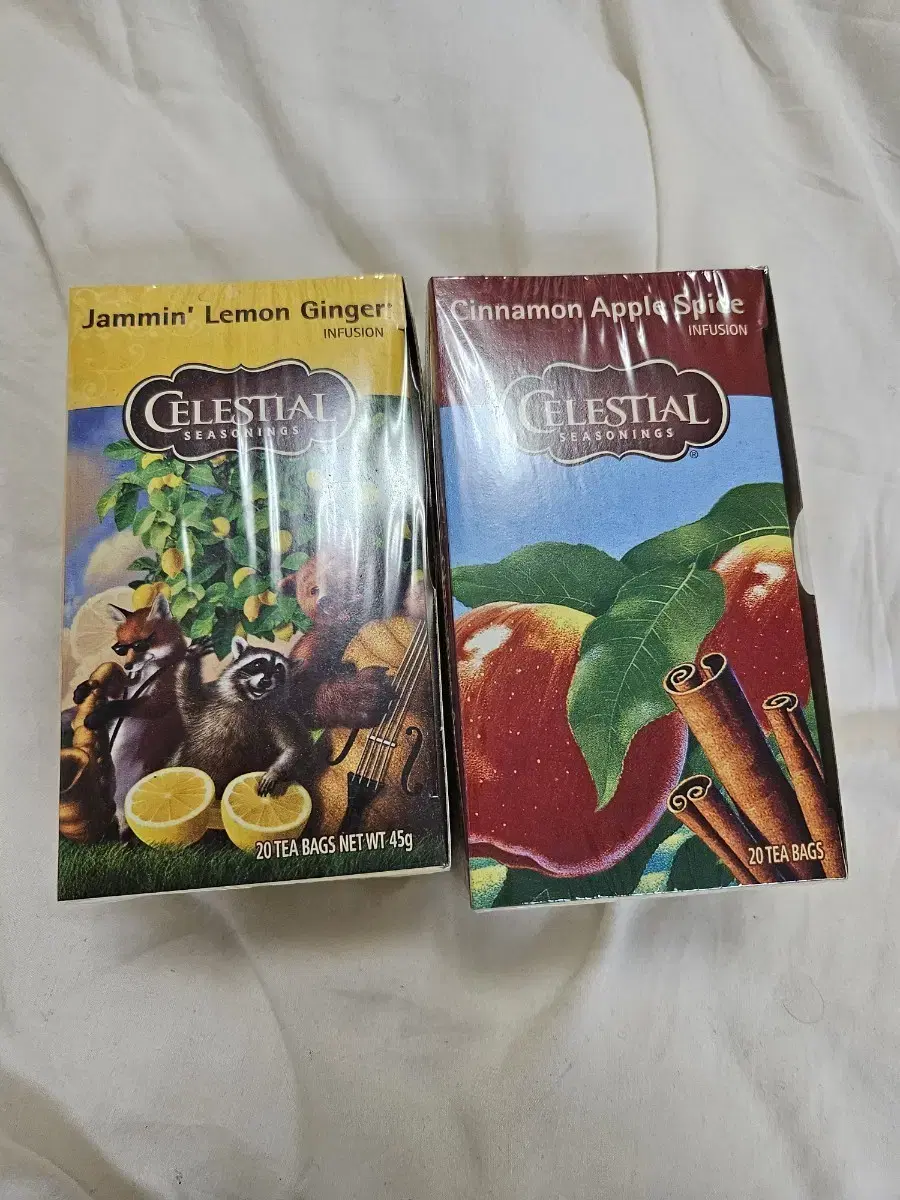 Jammin' Lemon Ginger
INFUSION
CELESTIAL
SEASONINGS
20 TEA BAGS NET WT 45g
Cinnamon Apple Spice
INFUSION
CELESTIAL
SEASONINGS
®
20 TEA BAGS